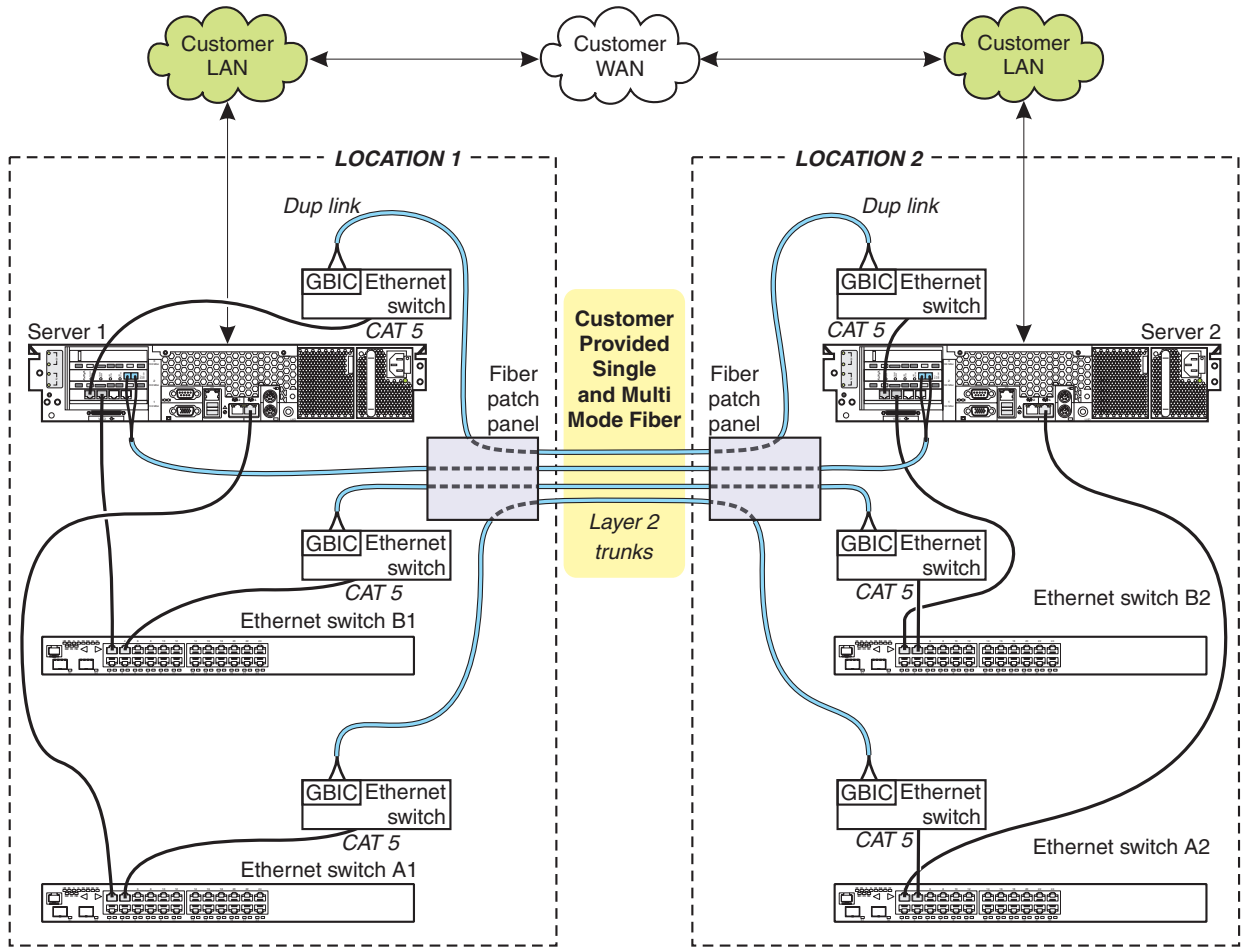 Customer
LAN
Customer
WAN
Customer
LAN
LOCATION 1
LOCATION 2
Dup link
Dup link
GBIC
Ethernet
switch
GBIC
Ethernet
switch
CAT 5
CAT 5
Server 1
Server 2
Customer
Provided
Single
and Multi
Mode Fiber
Fiber
patch
panel
Fiber
patch
panel
Layer 2
trunks
GBIC
Ethernet
switch
GBIC
Ethernet
switch
CAT 5
CAT 5
Ethernet switch B1
Ethernet switch B2
GBIC
Ethernet
switch
GBIC
Ethernet
switch
CAT 5
CAT 5
Ethernet switch A1
Ethernet switch A2